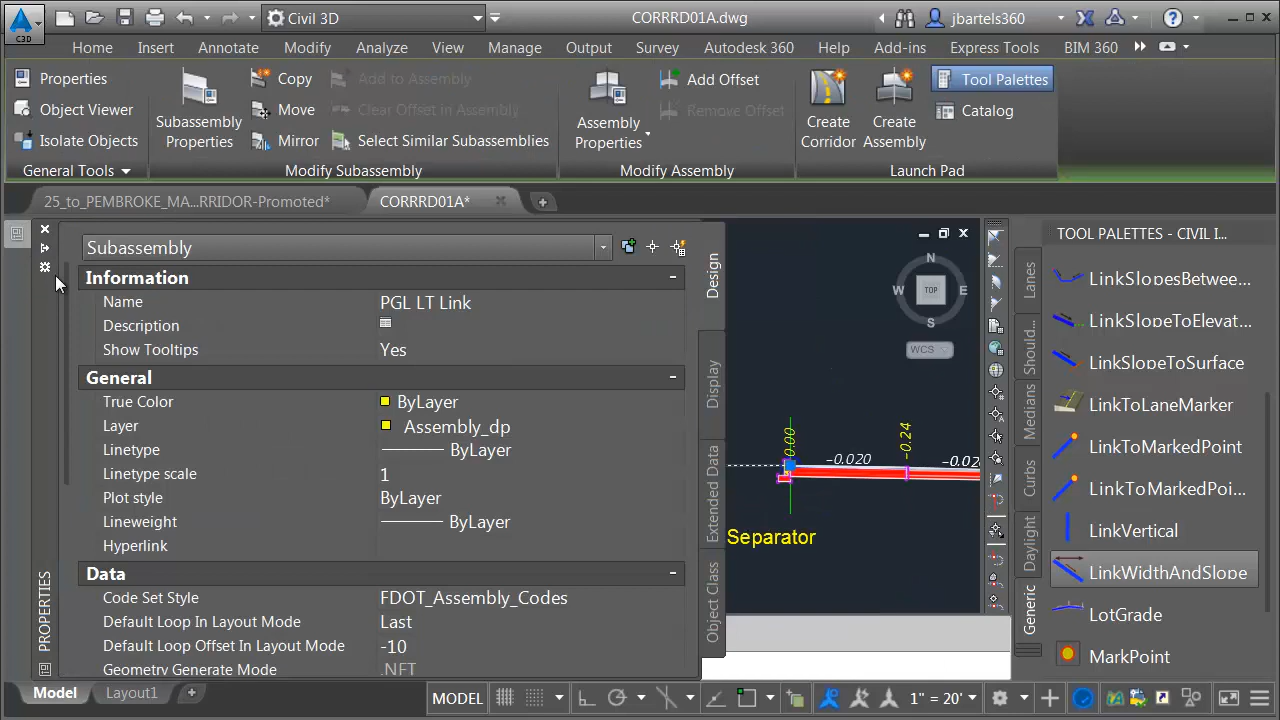 C3D
Civil 3D
CORRRD01A.dwg
jbartels360
Home Insert Annotate Modify Analyze View Manage Output Survey Autodesk 360 Help Add-ins Express Tools BIM 360
Properties
Object Viewer
Isolate Objects
General Tools
Subassembly Properties
Copy
Move
Mirror
Add to Assembly
Clear Offset in Assembly
Select Similar Subassemblies
Modify Subassembly
Assembly Properties
Add Offset
Remove Offset
Modify Assembly
Create Corridor
Create Assembly
Tool Palettes
Catalog
Launch Pad
25_to_PEMBROKE_MA...RRIDOR-Promoted*
CORRRD01A*
Subassembly
Information
Name PGL LT Link
Description
Show Tooltips Yes
General
True Color ByLayer
Layer Assembly_dp
Linetype ByLayer
Linetype scale 1
Plot style ByLayer
Lineweight ByLayer
Hyperlink
Data
Code Set Style FDOT_Assembly_Codes
Default Loop In Layout Mode Last
Default Loop Offset In Layout Mode -10
Geometry Generate Mode .NET
PROPERTIES
Design
Display
Extended Data
Object Class
N
W TOP E
S
WCS
0.00
-0.24
-0.020
-0.02
Separator
TOOL PALETTES - CIVIL I...
Lanes
Should...
Medians
Curbs
Daylight
Generic
LinkSlopesBetwee...
LinkSlopeToElevat...
LinkSlopeToSurface
LinkToLaneMarker
LinkToMarkedPoint
LinkToMarkedPoi...
LinkVertical
LinkWidthAndSlope
LotGrade
MarkPoint
Model Layout1
MODEL
1" = 20'